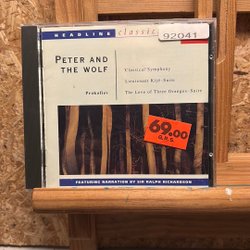 HEADLINE classics
92041
PETER AND
THE WOLF
Prokofiev
Classical Symphony
Lieutenant Kijé–Suite
The Love of Three Oranges–Suite
69.00
FEATURING NARRATION BY SIR RALPH RICHARDSON